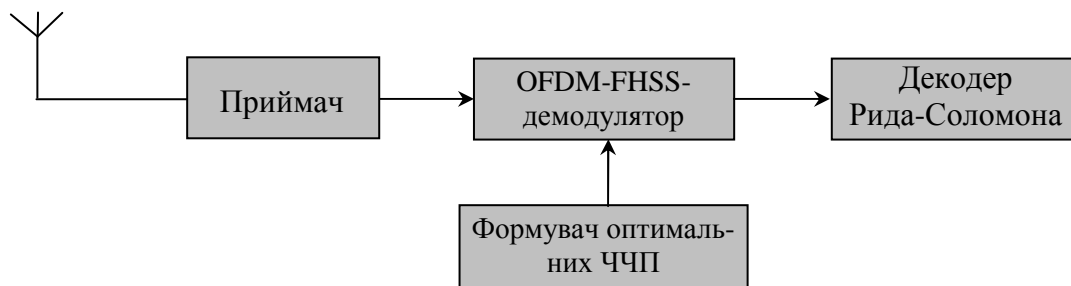 Приймач
OFDM-FHSS-
демодулятор
Декодер
Рида-Соломона
Формувач оптималь-
них ЧЧП